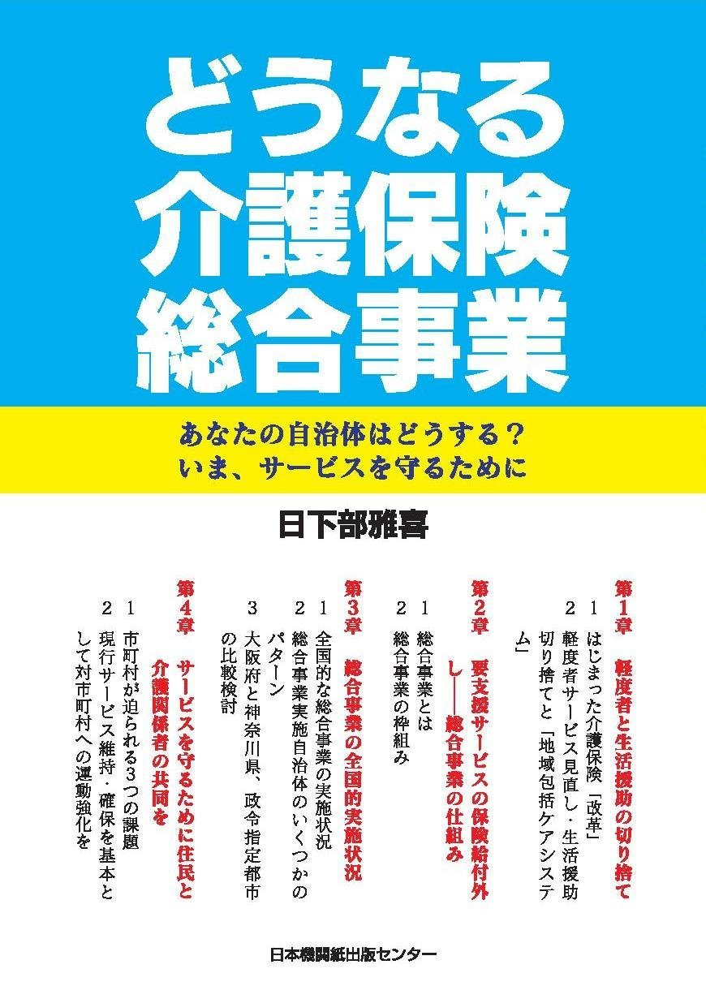 どうなる
介護保険
総合事業
あなたの自治体はどうする？
いま、サービスを守るために
日下部雅喜
第1章　軽度者と生活援助の切り捨て
1　はじまった介護保険「改革」
2　軽度者サービス見直し・生活援助
切り捨てと「地域包括ケアシステ
ム」
第2章　要支援サービスの保険給付外
し――総合事業の仕組み
1　総合事業とは
2　総合事業の枠組み
第3章　総合事業の全国的実施状況
1　全国的な総合事業の実施状況
2　総合事業実施自治体のいくつかの
パターン
3　大阪府と神奈川県、政令指定都市
の比較検討
第4章　サービスを守るために住民と
介護関係者の共同を
1　市町村が迫られる3つの課題
2　現行サービス維持・確保を基本と
して対市町村への運動強化を
日本機関紙出版センター